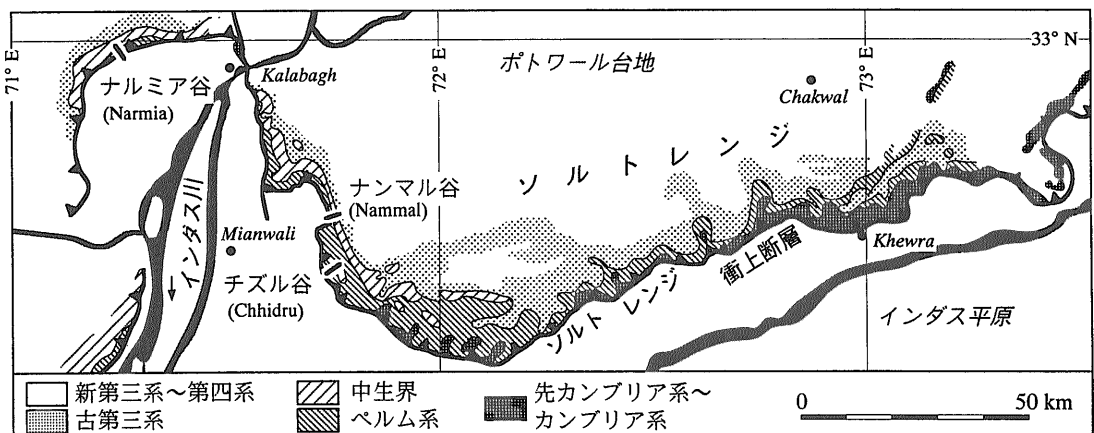 71° E
72° E
73° E
33° N
ナルミア谷
(Narmia)
Kalabagh
ポトワール台地
Chakwal
ソルトレンジ
ナンマル谷
(Nammal)
Mianwali
インダス川
チズル谷
(Chhidru)
ソルト レンジ 衝上断層
Khewra
インダス平原
新第三系～第四系
古第三系
中生界
ペルム系
先カンブリア系～
カンブリア系
0 50 km